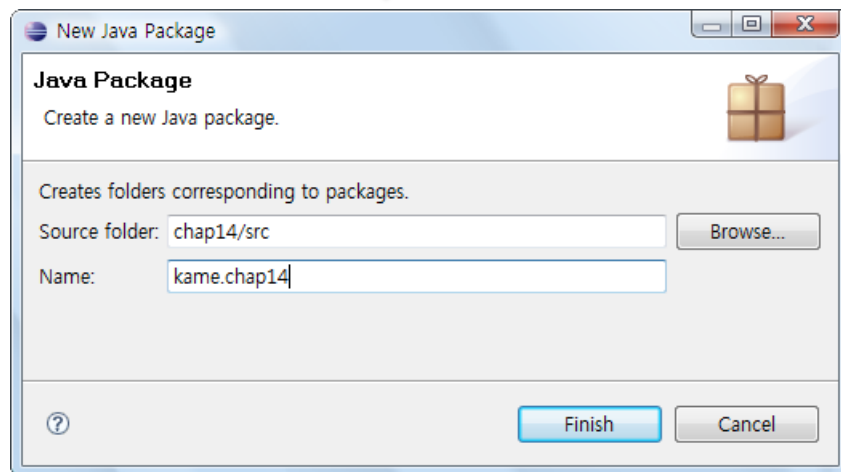 New Java Package
Java Package
Create a new Java package.
Creates folders corresponding to packages.
Source folder: chap14/src Browse...
Name: kame.chap14
? Finish Cancel